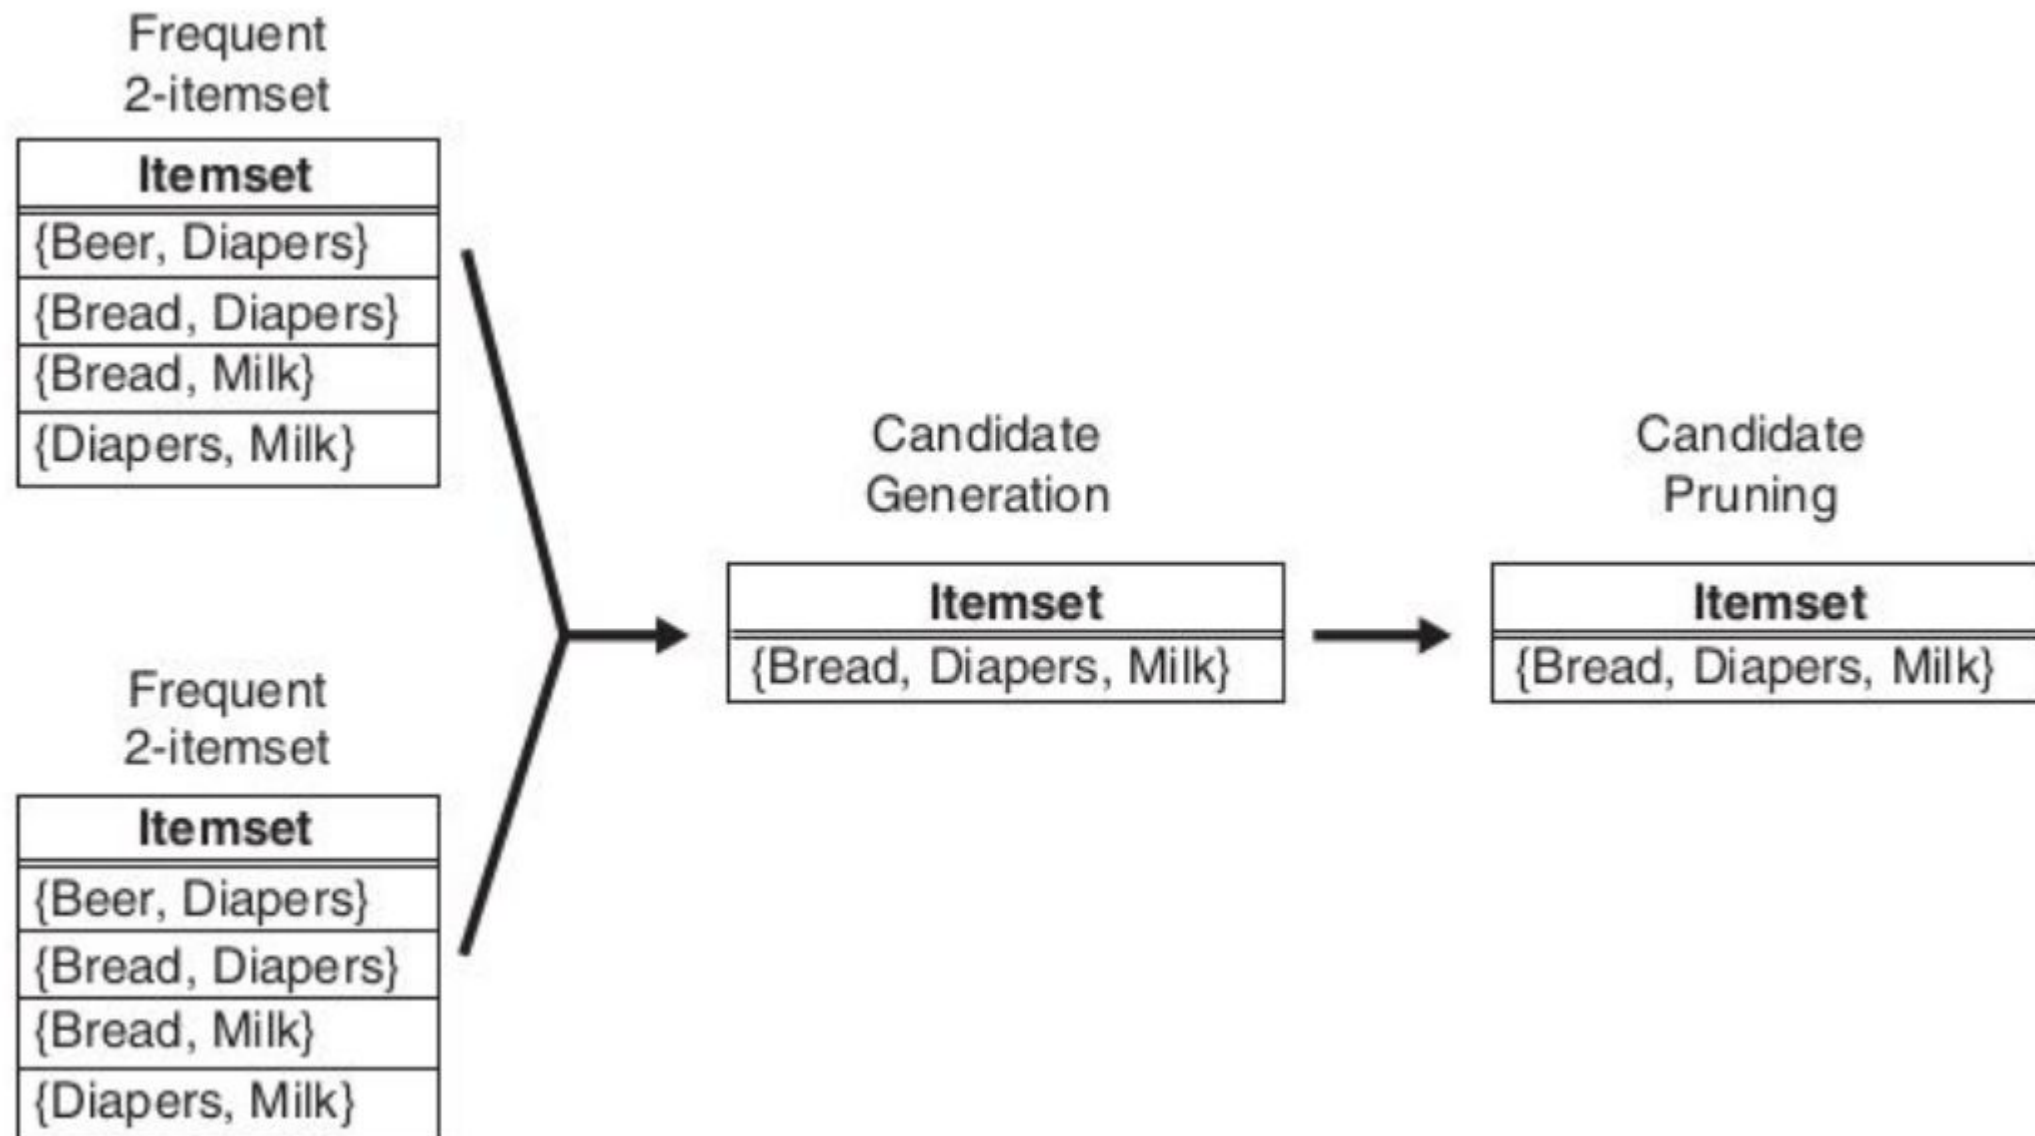 Frequent
2-itemset
Itemset
{Beer, Diapers}
{Bread, Diapers}
{Bread, Milk}
{Diapers, Milk}
Frequent
2-itemset
Itemset
{Beer, Diapers}
{Bread, Diapers}
{Bread, Milk}
{Diapers, Milk}
Candidate
Generation
Itemset
{Bread, Diapers, Milk}
Candidate
Pruning
Itemset
{Bread, Diapers, Milk}